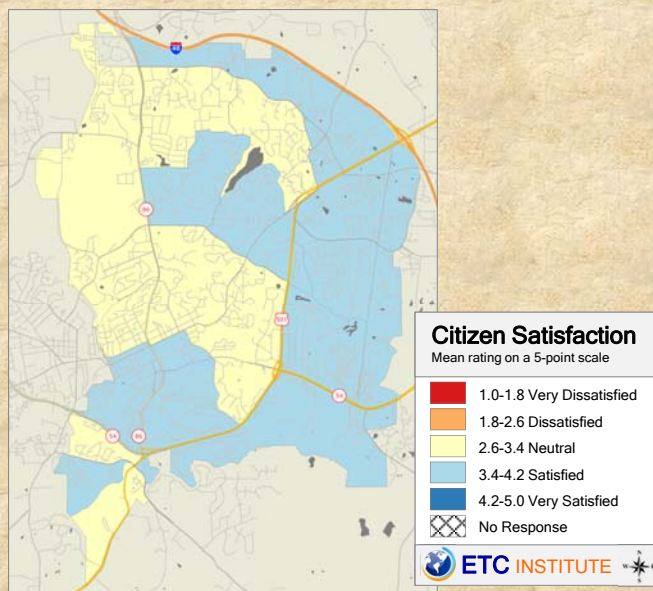 40
86
501
54
54
86
Citizen Satisfaction
Mean rating on a 5-point scale
1.0-1.8 Very Dissatisfied
1.8-2.6 Dissatisfied
2.6-3.4 Neutral
3.4-4.2 Satisfied
4.2-5.0 Very Satisfied
No Response
ETC INSTITUTE